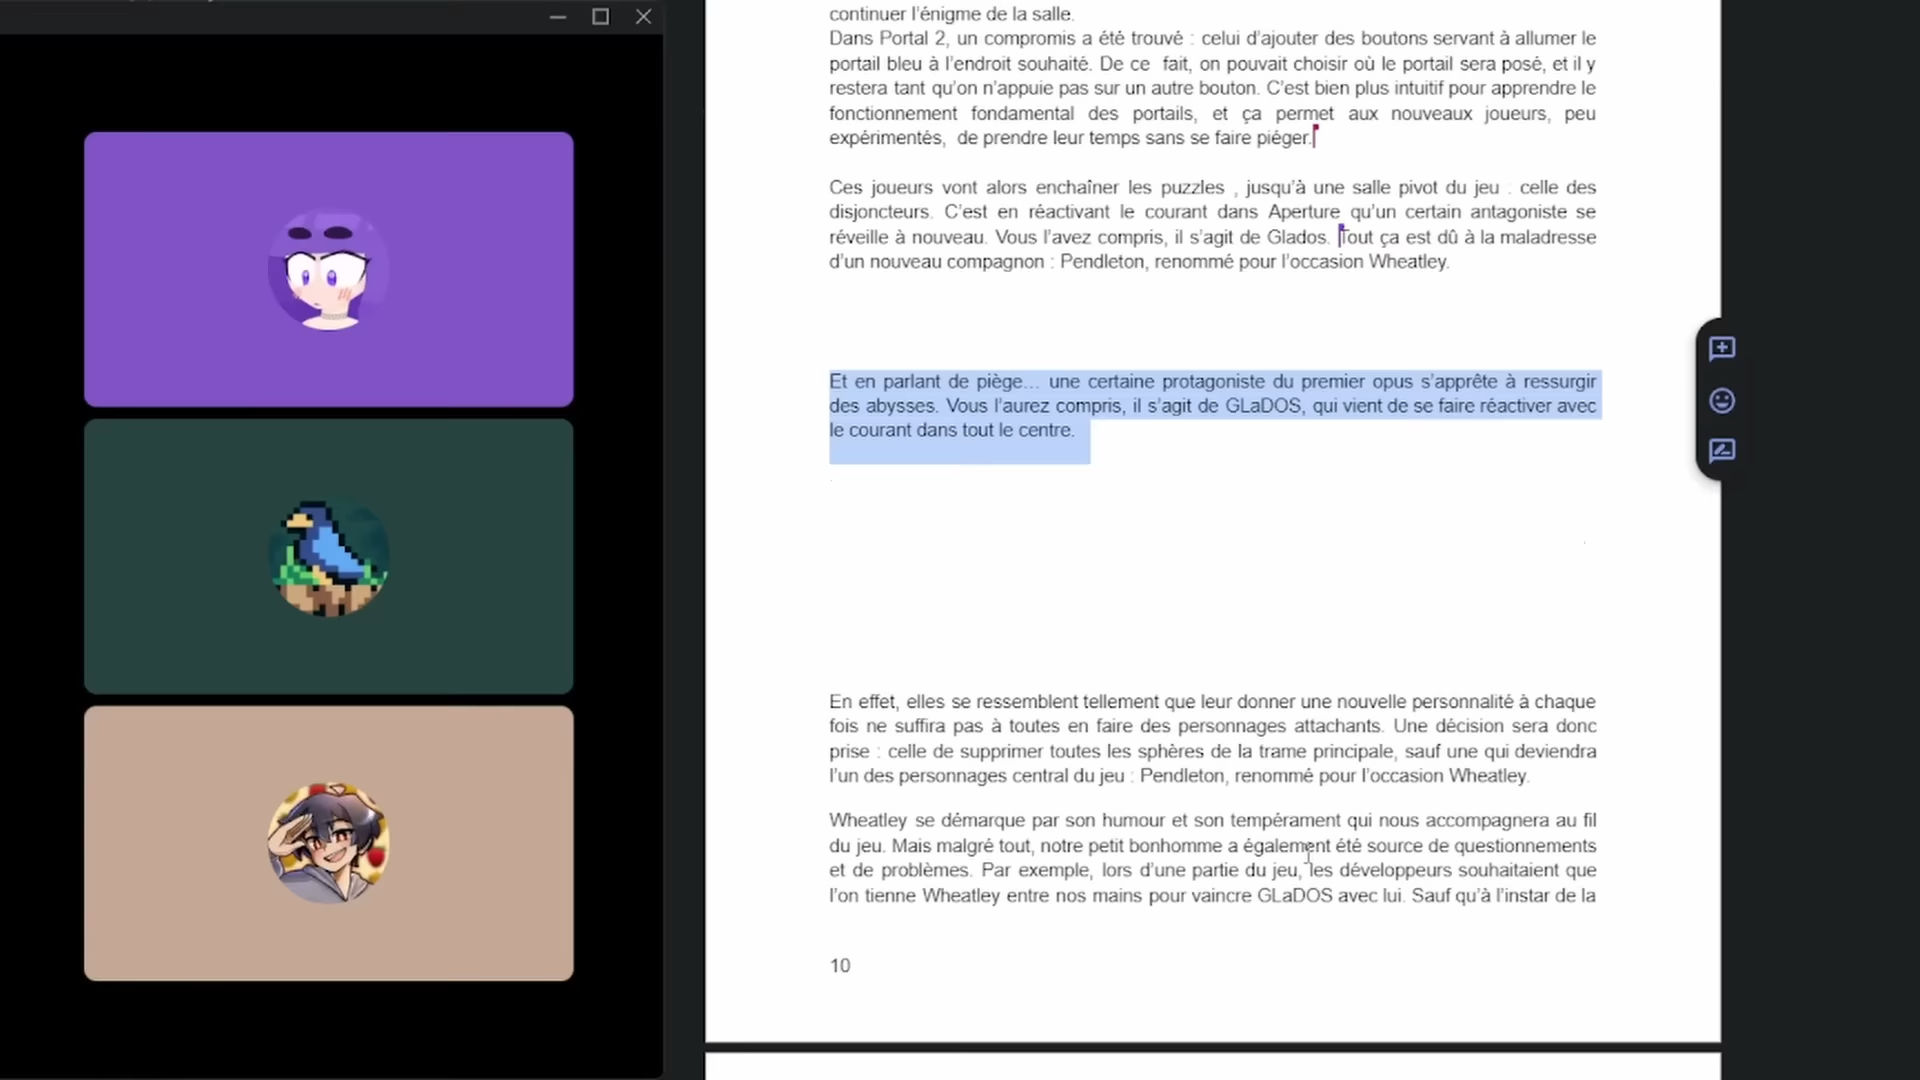 continuer l’énigme de la salle.
Dans Portal 2, un compromis a été trouvé : celui d’ajouter des boutons servant à allumer le
portail bleu à l’endroit souhaité. De ce  fait, on pouvait choisir où le portail sera posé, et il y
restera tant qu’on n’appuie pas sur un autre bouton. C’est bien plus intuitif pour apprendre le
fonctionnement fondamental des portails, et ça permet aux nouveaux joueurs, peu
expérimentés,  de prendre leur temps sans se faire piéger.
Ces joueurs vont alors enchaîner les puzzles , jusqu’à une salle pivot du jeu : celle des
disjoncteurs. C’est en réactivant le courant dans Aperture qu’un certain antagoniste se
réveille à nouveau. Vous l’avez compris, il s’agit de Glados. Tout ça est dû à la maladresse
d’un nouveau compagnon : Pendleton, renommé pour l’occasion Wheatley.
Et en parlant de piège... une certaine protagoniste du premier opus s’apprête à ressurgir
des abysses. Vous l’aurez compris, il s’agit de GLaDOS, qui vient de se faire réactiver avec
le courant dans tout le centre.
En effet, elles se ressemblent tellement que leur donner une nouvelle personnalité à chaque
fois ne suffira pas à toutes en faire des personnages attachants. Une décision sera donc
prise : celle de supprimer toutes les sphères de la trame principale, sauf une qui deviendra
l’un des personnages central du jeu : Pendleton, renommé pour l’occasion Wheatley.
Wheatley se démarque par son humour et son tempérament qui nous accompagnera au fil
du jeu. Mais malgré tout, notre petit bonhomme a également été source de questionnements
et de problèmes. Par exemple, lors d’une partie du jeu, les développeurs souhaitaient que
l’on tienne Wheatley entre nos mains pour vaincre GLaDOS avec lui. Sauf qu’à l’instar de la
10